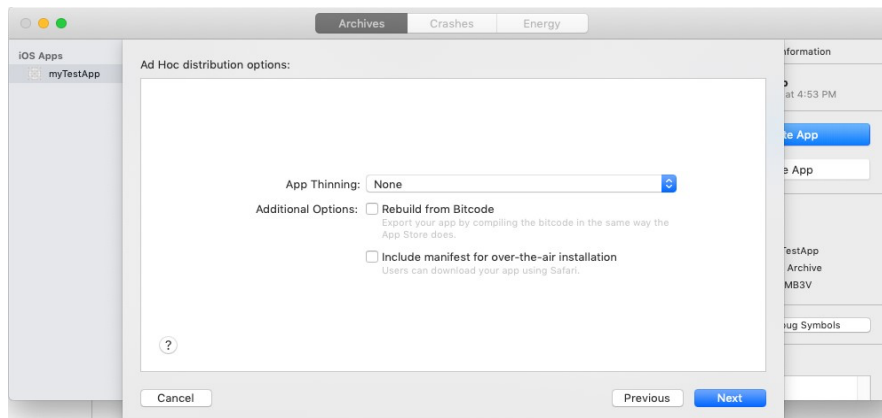 Archives
Crashes
Energy
iOS Apps
myTestApp
Ad Hoc distribution options:
App Thinning: None
Additional Options: Rebuild from Bitcode
Export your app by compiling the bitcode in the same way the
App Store does.
Include manifest for over-the-air installation
Users can download your app using Safari.
?
Cancel
Previous
Next
nformation
at 4:53 PM
te App
e App
TestApp
Archive
MB3V
oug Symbols